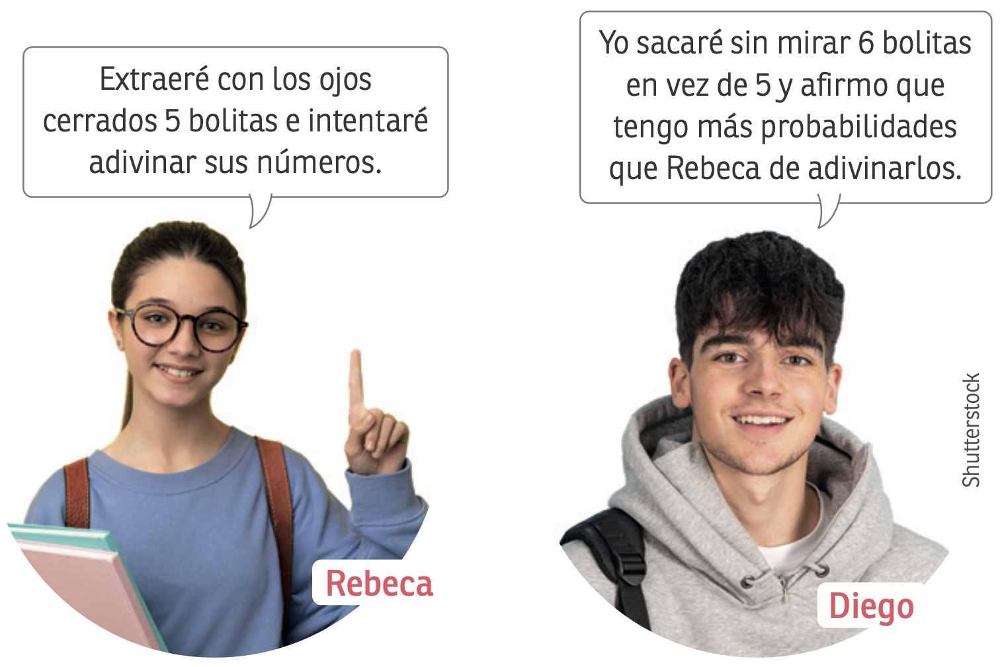 Extraeré con los ojos
cerrados 5 bolitas e intentaré
adivinar sus números.
Yo sacaré sin mirar 6 bolitas
en vez de 5 y afirmo que
tengo más probabilidades
que Rebeca de adivinarlos.
Rebeca
Diego
Shutterstock